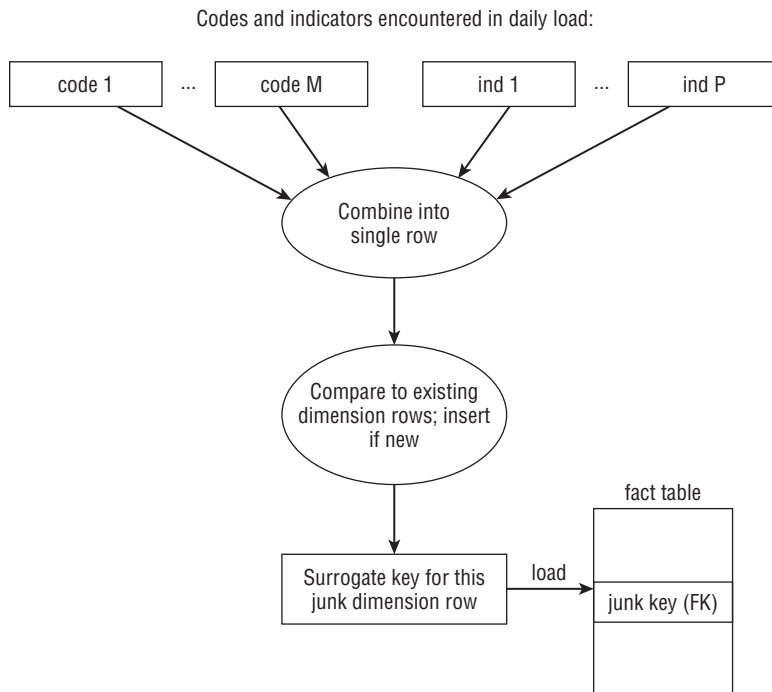 Codes and indicators encountered in daily load:
code 1
...
code M
ind 1
...
ind P
Combine into
single row
Compare to existing
dimension rows; insert
if new
fact table
Surrogate key for this
junk dimension row
load
junk key (FK)